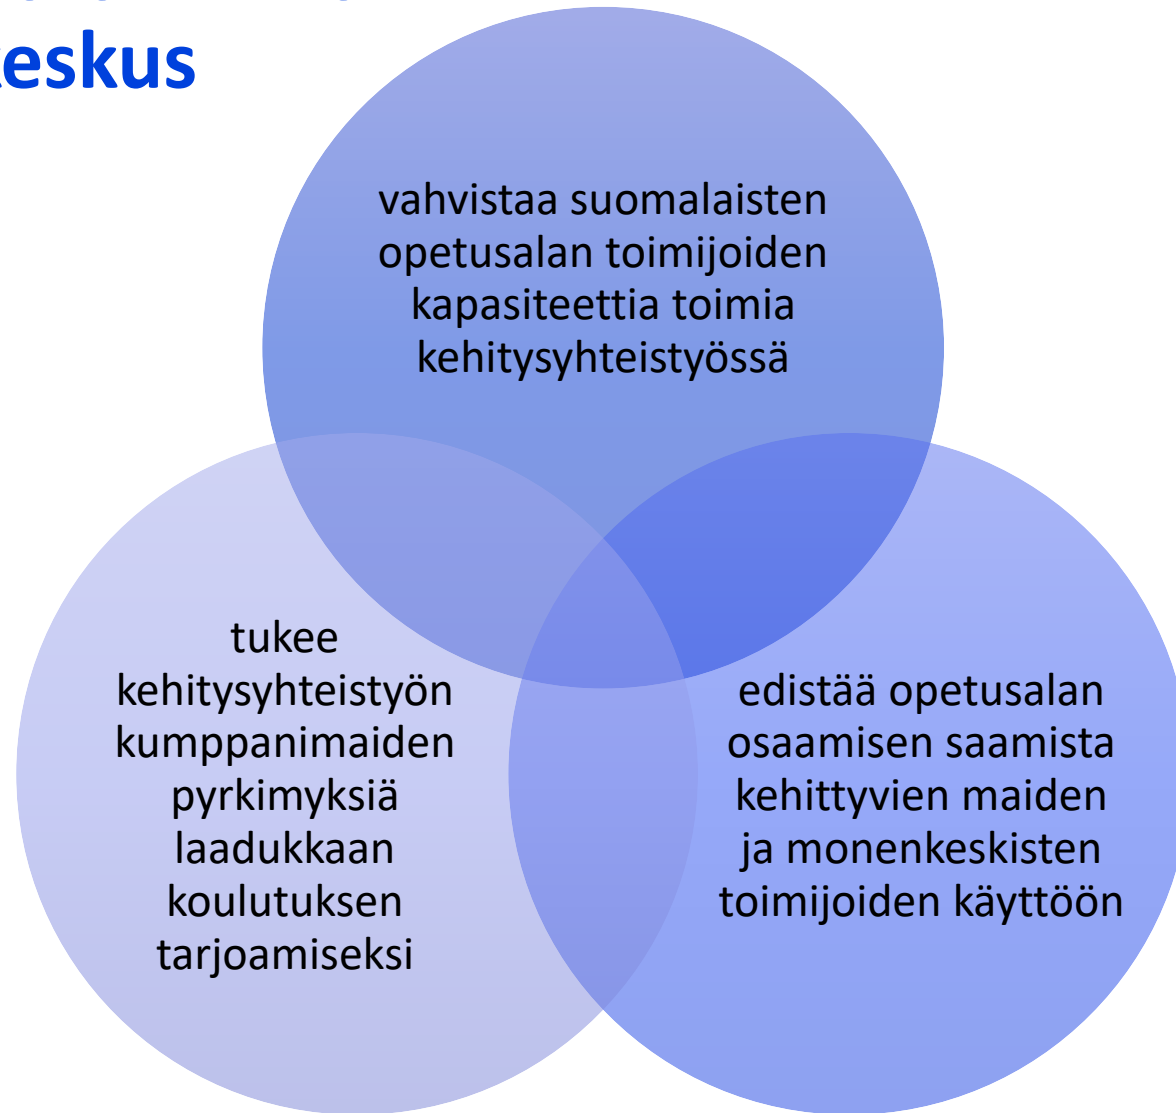 eskus
vahvistaa suomalaisten
opetusalan toimijoiden
kapasiteettia toimia
kehitysyhteistyössä
tukee
kehitysyhteistyön
kumppanimaiden
pyrkimyksiä
laadukkaan
koulutuksen
tarjoamiseksi
edistää opetusalan
osaamisen saamista
kehittyvien maiden
ja monenkeskisten
toimijoiden käyttöön